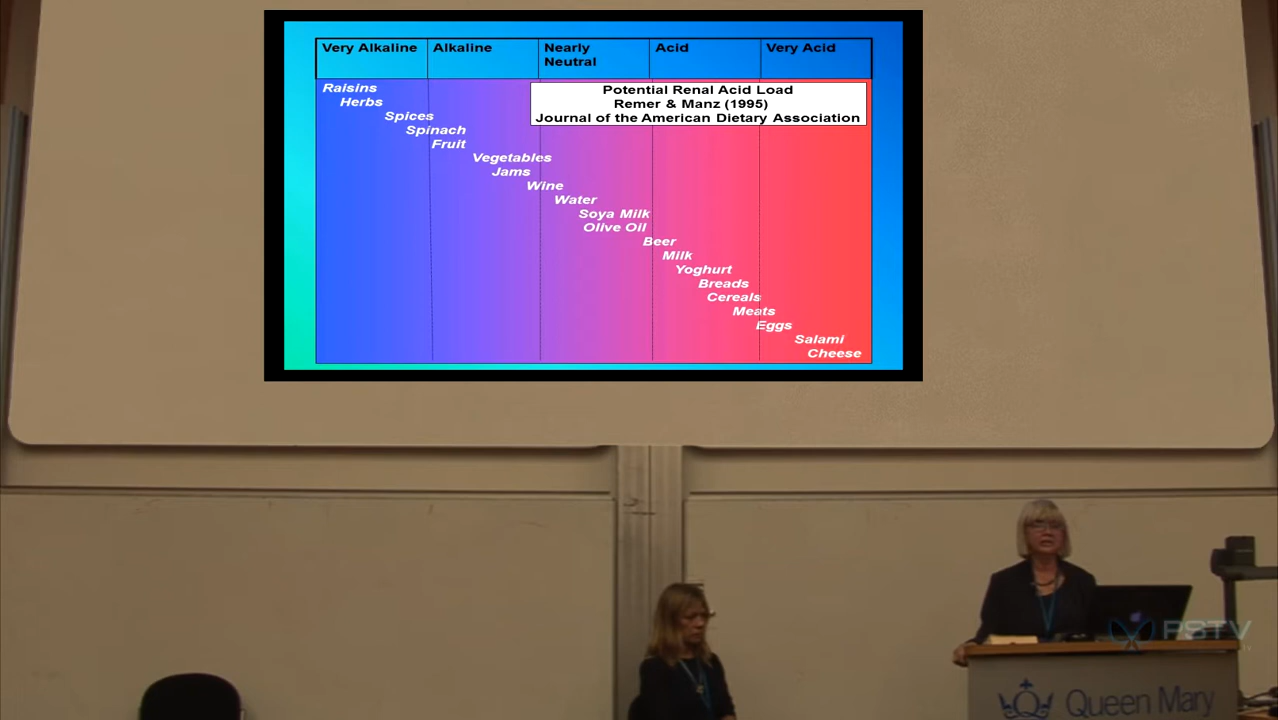 Very Alkaline
Alkaline
Nearly
Neutral
Acid
Very Acid
Potential Renal Acid Load
Remer & Manz (1995)
Journal of the American Dietary Association
Raisins
Herbs
Spices
Spinach
Fruit
Vegetables
Jams
Wine
Water
Soya Milk
Olive Oil
Beer
Milk
Yoghurt
Breads
Cereals
Meats
Eggs
Salami
Cheese
PSTV
Queen Mary